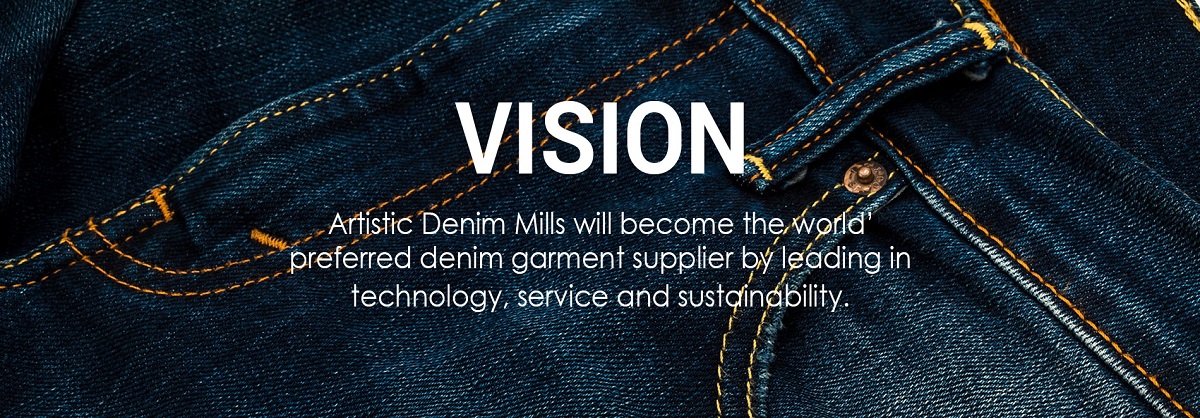 VISION
Artistic Denim Mills will become the world’
preferred denim garment supplier by leading in
technology, service and sustainability.